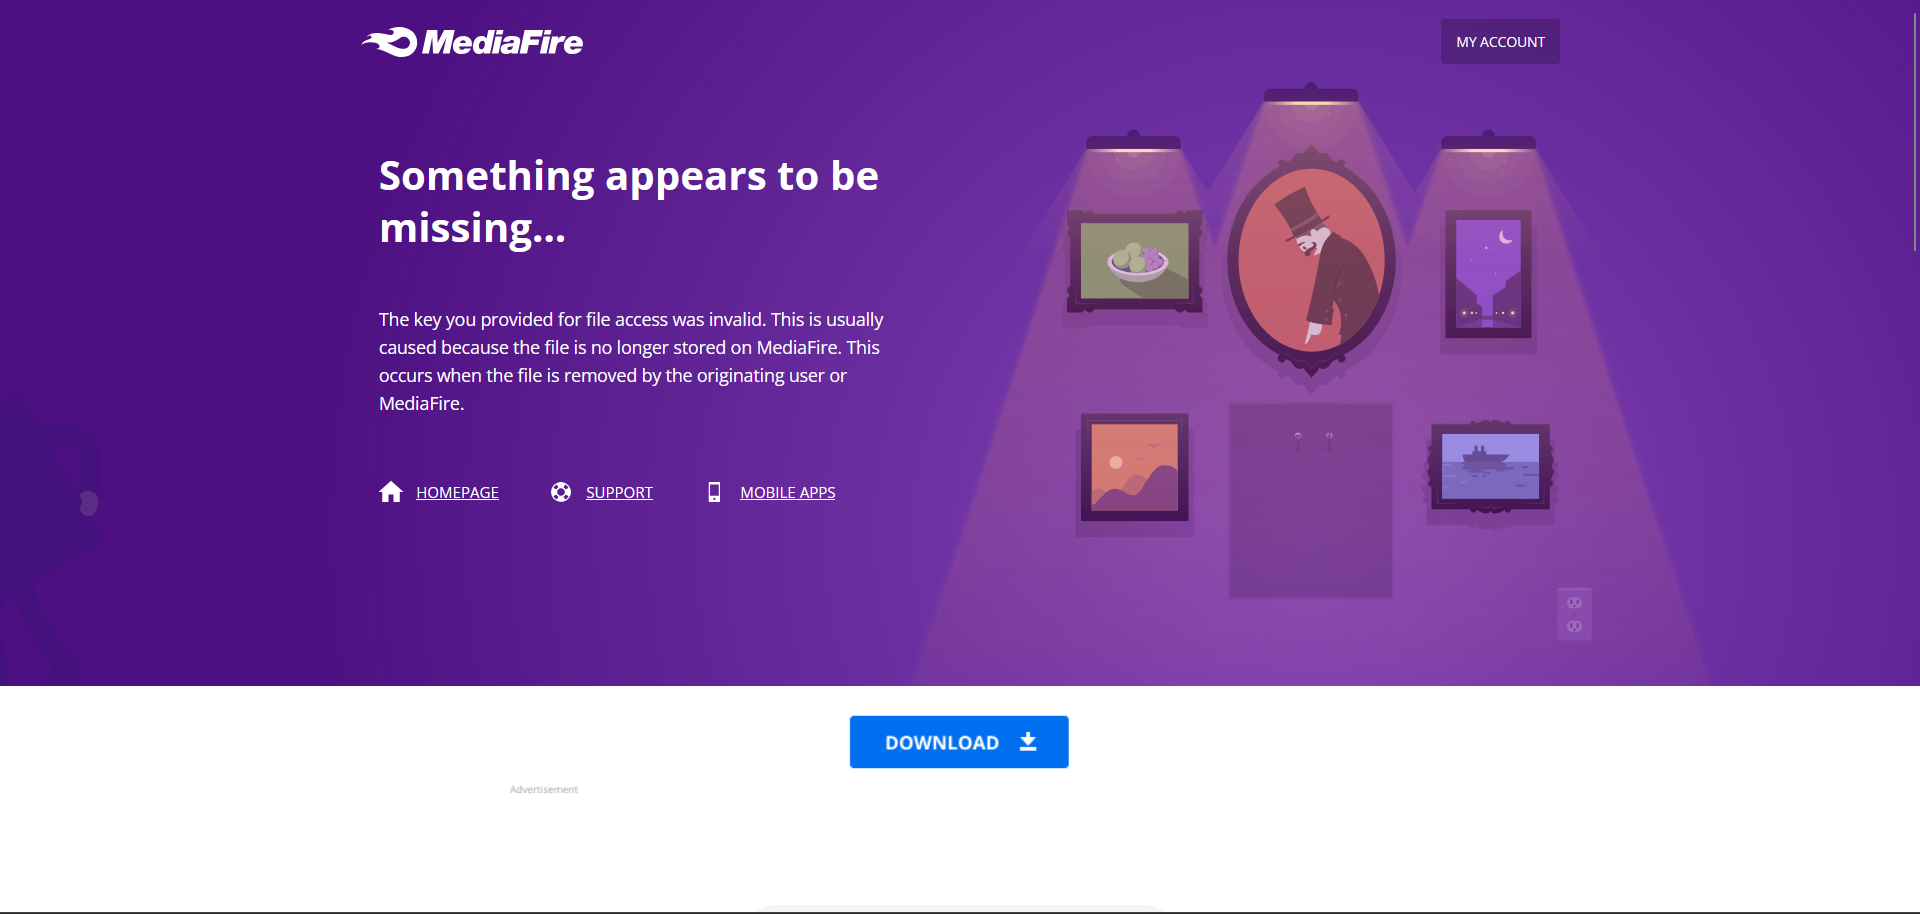 MediaFire
MY ACCOUNT
Something appears to be
missing...
The key you provided for file access was invalid. This is usually
caused because the file is no longer stored on MediaFire. This
occurs when the file is removed by the originating user or
MediaFire.
HOMEPAGE
SUPPORT
MOBILE APPS
DOWNLOAD
Advertisement